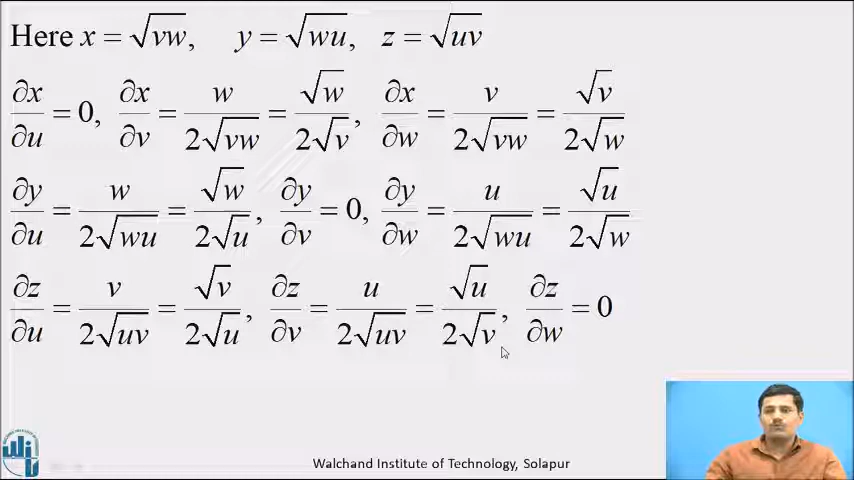 Here x = √vw, y = √wu, z = √uv
∂x/∂u = 0, ∂x/∂v = w/(2√vw) = √w/(2√v), ∂x/∂w = v/(2√vw) = √v/(2√w)
∂y/∂u = w/(2√wu) = √w/(2√u), ∂y/∂v = 0, ∂y/∂w = u/(2√wu) = √u/(2√w)
∂z/∂u = v/(2√uv) = √v/(2√u), ∂z/∂v = u/(2√uv) = √u/(2√v), ∂z/∂w = 0
Walchand Institute of Technology, Solapur